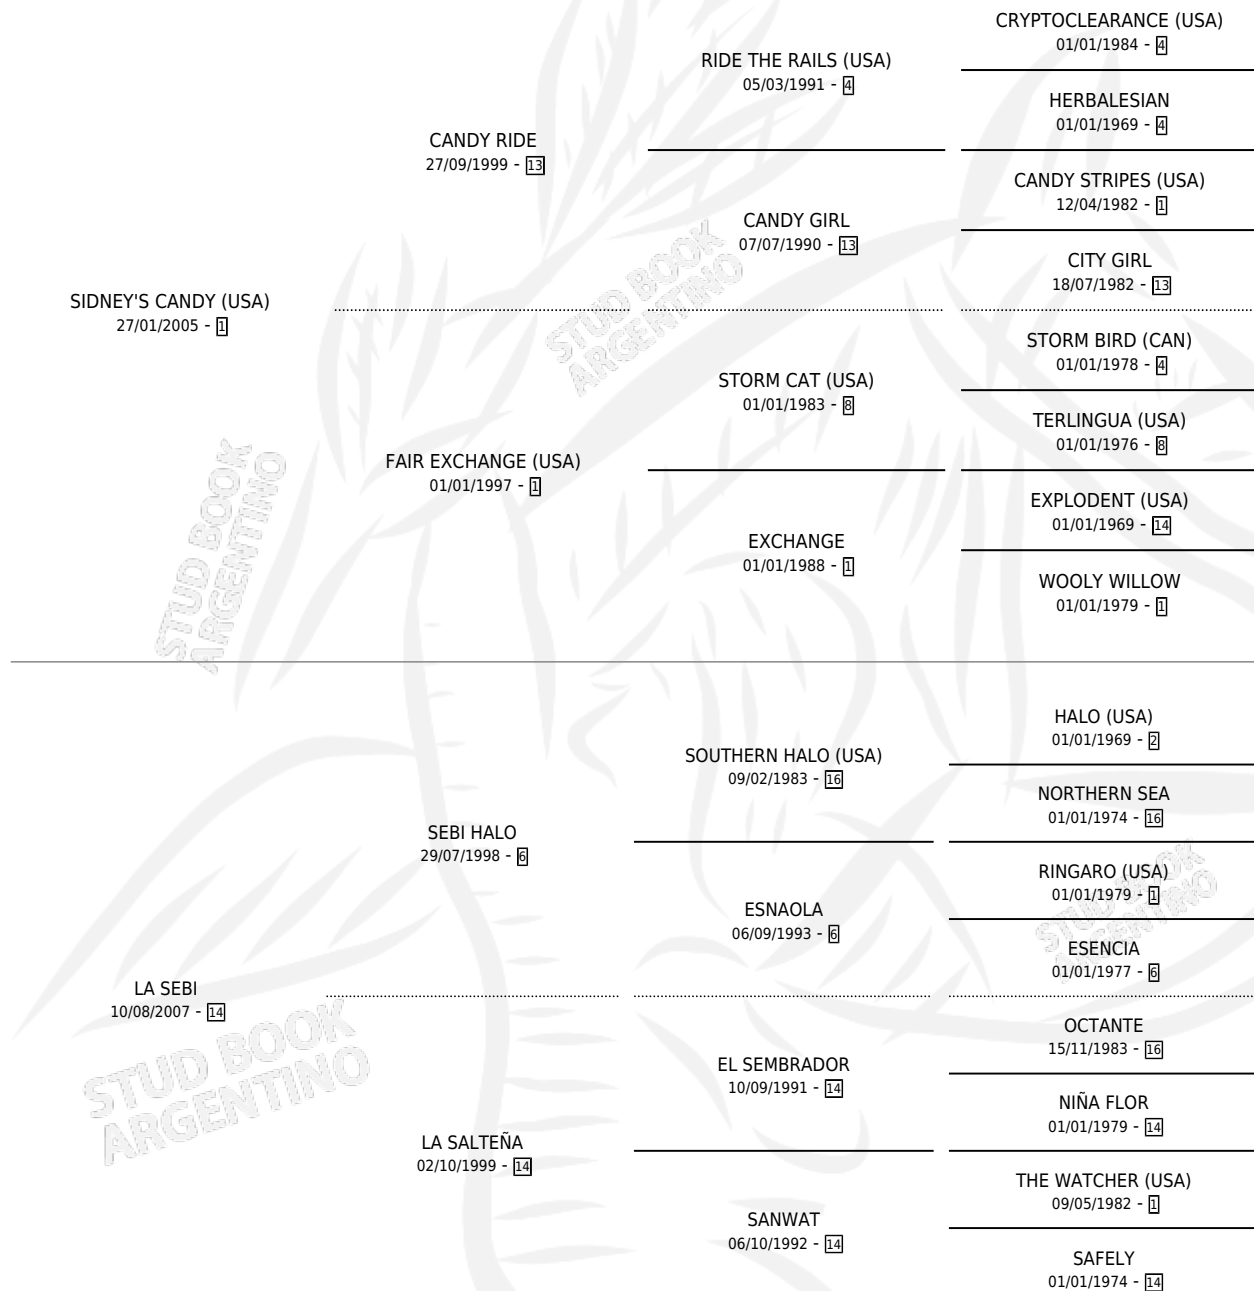 CRYPTOCLEARANCE (USA)
01/01/1984 - 4
RIDE THE RAILS (USA)
05/03/1991 - 4
HERBALESIAN
01/01/1969 - 4
CANDY RIDE
27/09/1999 - 13
CANDY STRIPES (USA)
12/04/1982 - 1
CANDY GIRL
07/07/1990 - 13
CITY GIRL
18/07/1982 - 13
SIDNEY'S CANDY (USA)
27/01/2005 - 1
STORM BIRD (CAN)
01/01/1978 - 4
STORM CAT (USA)
01/01/1983 - 8
TERLINGUA (USA)
01/01/1976 - 8
FAIR EXCHANGE (USA)
01/01/1997 - 1
EXPLODENT (USA)
01/01/1969 - 14
EXCHANGE
01/01/1988 - 1
WOOLY WILLOW
01/01/1979 - 1
HALO (USA)
01/01/1969 - 2
SOUTHERN HALO (USA)
09/02/1983 - 16
NORTHERN SEA
01/01/1974 - 16
SEBI HALO
29/07/1998 - 6
RINGARO (USA)
01/01/1979 - 1
ESNAOLA
06/09/1993 - 6
ESENCIA
01/01/1977 - 6
LA SEBI
10/08/2007 - 14
OCTANTE
15/11/1983 - 16
EL SEMBRADOR
10/09/1991 - 14
NIÑA FLOR
01/01/1979 - 14
LA SALTEÑA
02/10/1999 - 14
THE WATCHER (USA)
09/05/1982 - 1
SANWAT
06/10/1992 - 14
SAFELY
01/01/1974 - 14
STUD BOOK
ARGENTINO
STUD BOOK
ARGENTINO
STUD BOOK
ARGENTINO
STUD BOOK
ARGENTINO